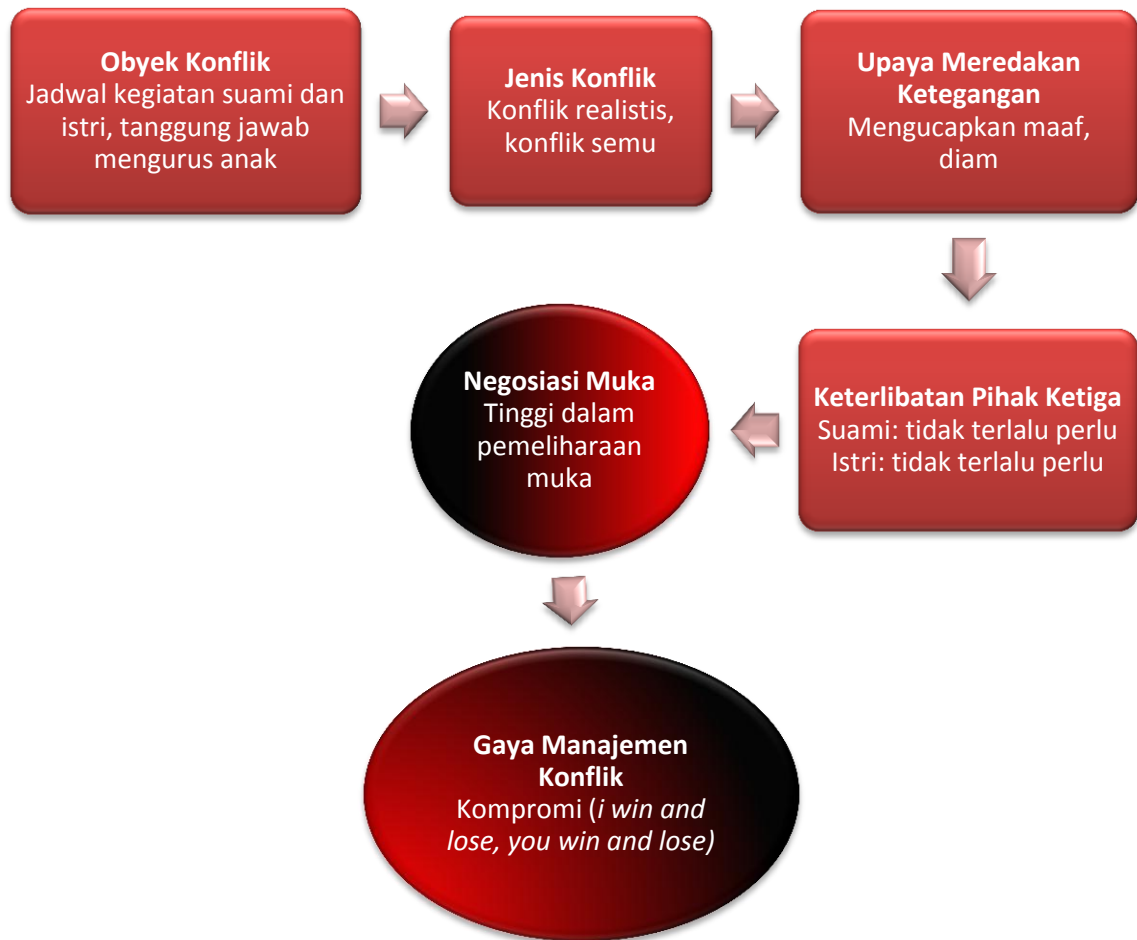 Obyek Konflik
Jadwal kegiatan suami dan
istri, tanggung jawab
mengurus anak
Jenis Konflik
Konflik realistis,
konflik semu
Upaya Meredakan
Ketegangan
Mengucapkan maaf,
diam
Keterlibatan Pihak Ketiga
Suami: tidak terlalu perlu
Istri: tidak terlalu perlu
Negosiasi Muka
Tinggi dalam
pemeliharaan
muka
Gaya Manajemen
Konflik
Kompromi (i win and
lose, you win and lose)